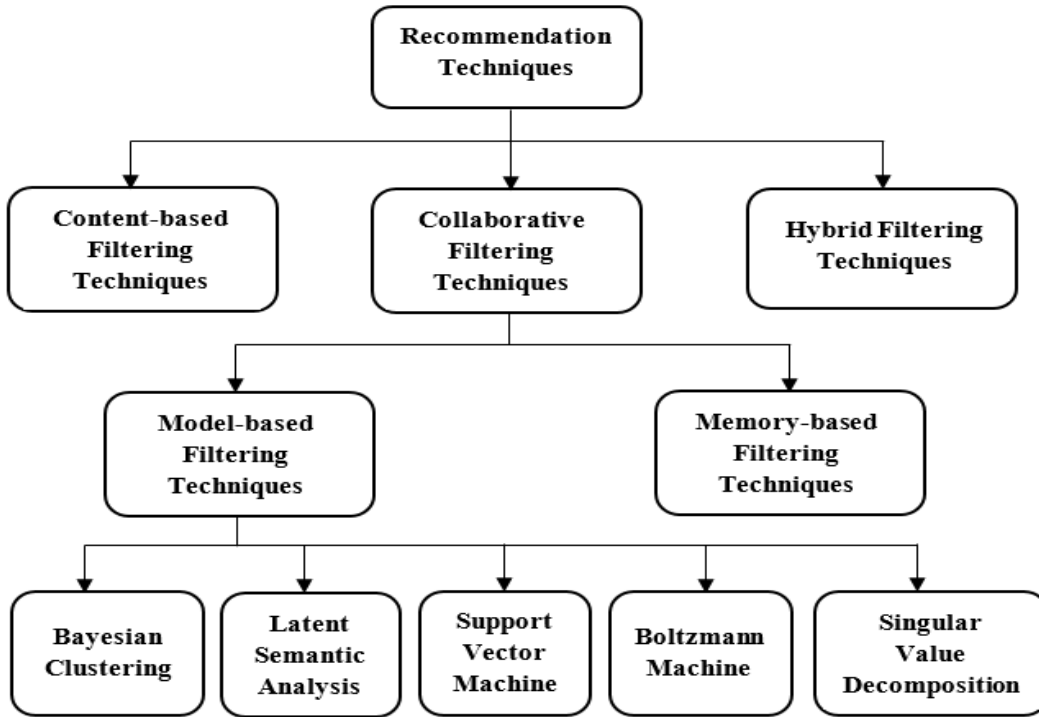 Recommendation
Techniques
Content-based
Filtering
Techniques
Collaborative
Filtering
Techniques
Hybrid Filtering
Techniques
Model-based
Filtering
Techniques
Memory-based
Filtering
Techniques
Bayesian
Clustering
Latent
Semantic
Analysis
Support
Vector
Machine
Boltzmann
Machine
Singular
Value
Decomposition